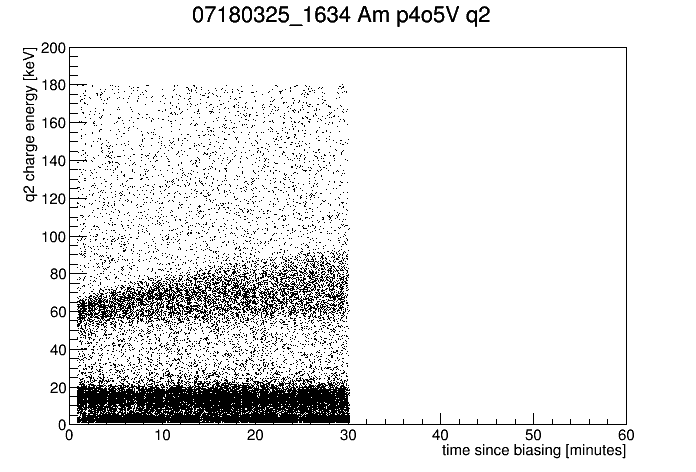 07180325_1634 Am p4o5V q2
q2 charge energy [keV]
200
180
160
140
120
100
80
60
40
20
0
0 10 20 30 40 50 60
time since biasing [minutes]